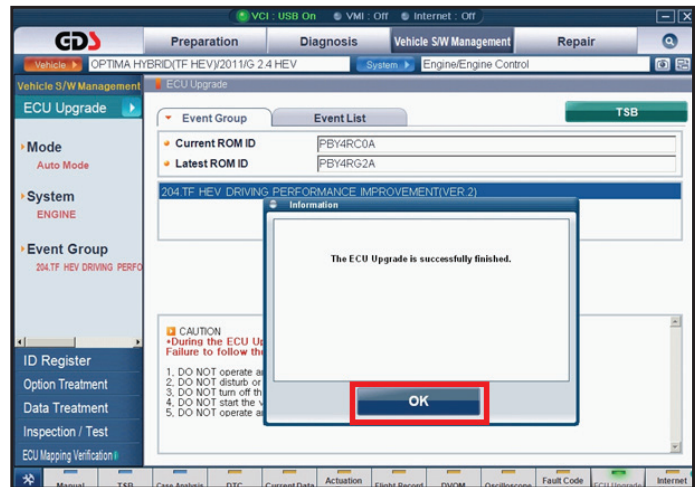 VCI : USB On VMI : Off Internet : Off
GDS Preparation Diagnosis Vehicle S/W Management Repair
Vehicle OPTIMA HYBRID(TF HEV)/2011/G 2.4 HEV System Engine/Engine Control
Vehicle S/W Management ECU Upgrade
ECU Upgrade
Event Group Event List TSB
Current ROM ID PBY4RC0A
Latest ROM ID PBY4RG2A
Mode
Auto Mode
System
ENGINE
Event Group
204.TF HEV DRIVING PERFO
204.TF HEV DRIVING PERFORMANCE IMPROVEMENT(VER.2)
Information
The ECU Upgrade is successfully finished.
OK
CAUTION
•During the ECU Up
Failure to follow the
1. DO NOT operate a
2. DO NOT disturb or
3. DO NOT turn off th
4. DO NOT start the v
5. DO NOT operate a
ID Register
Option Treatment
Data Treatment
Inspection / Test
ECU Mapping Verification
Manual TSB Case Analysis DTC Current Data Actuation Flight Record DVOM Oscilloscope Fault Code ECU Upgrade Internet